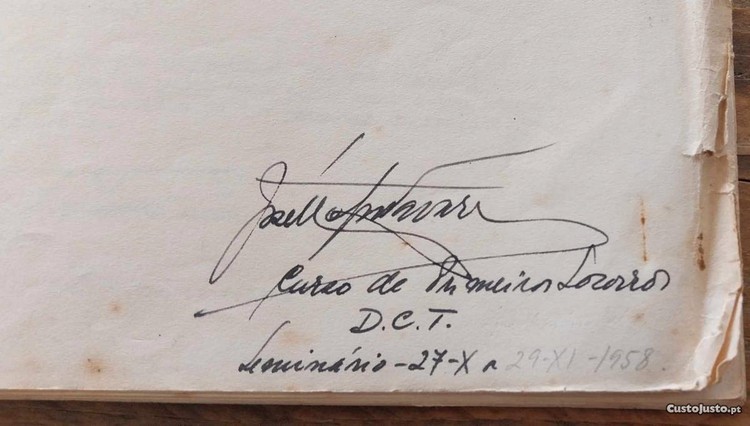 Curso de Primeiros Socorros
D.C.T.
Seminário - 27-X a 29-XI-1958.
CustoJusto.pt